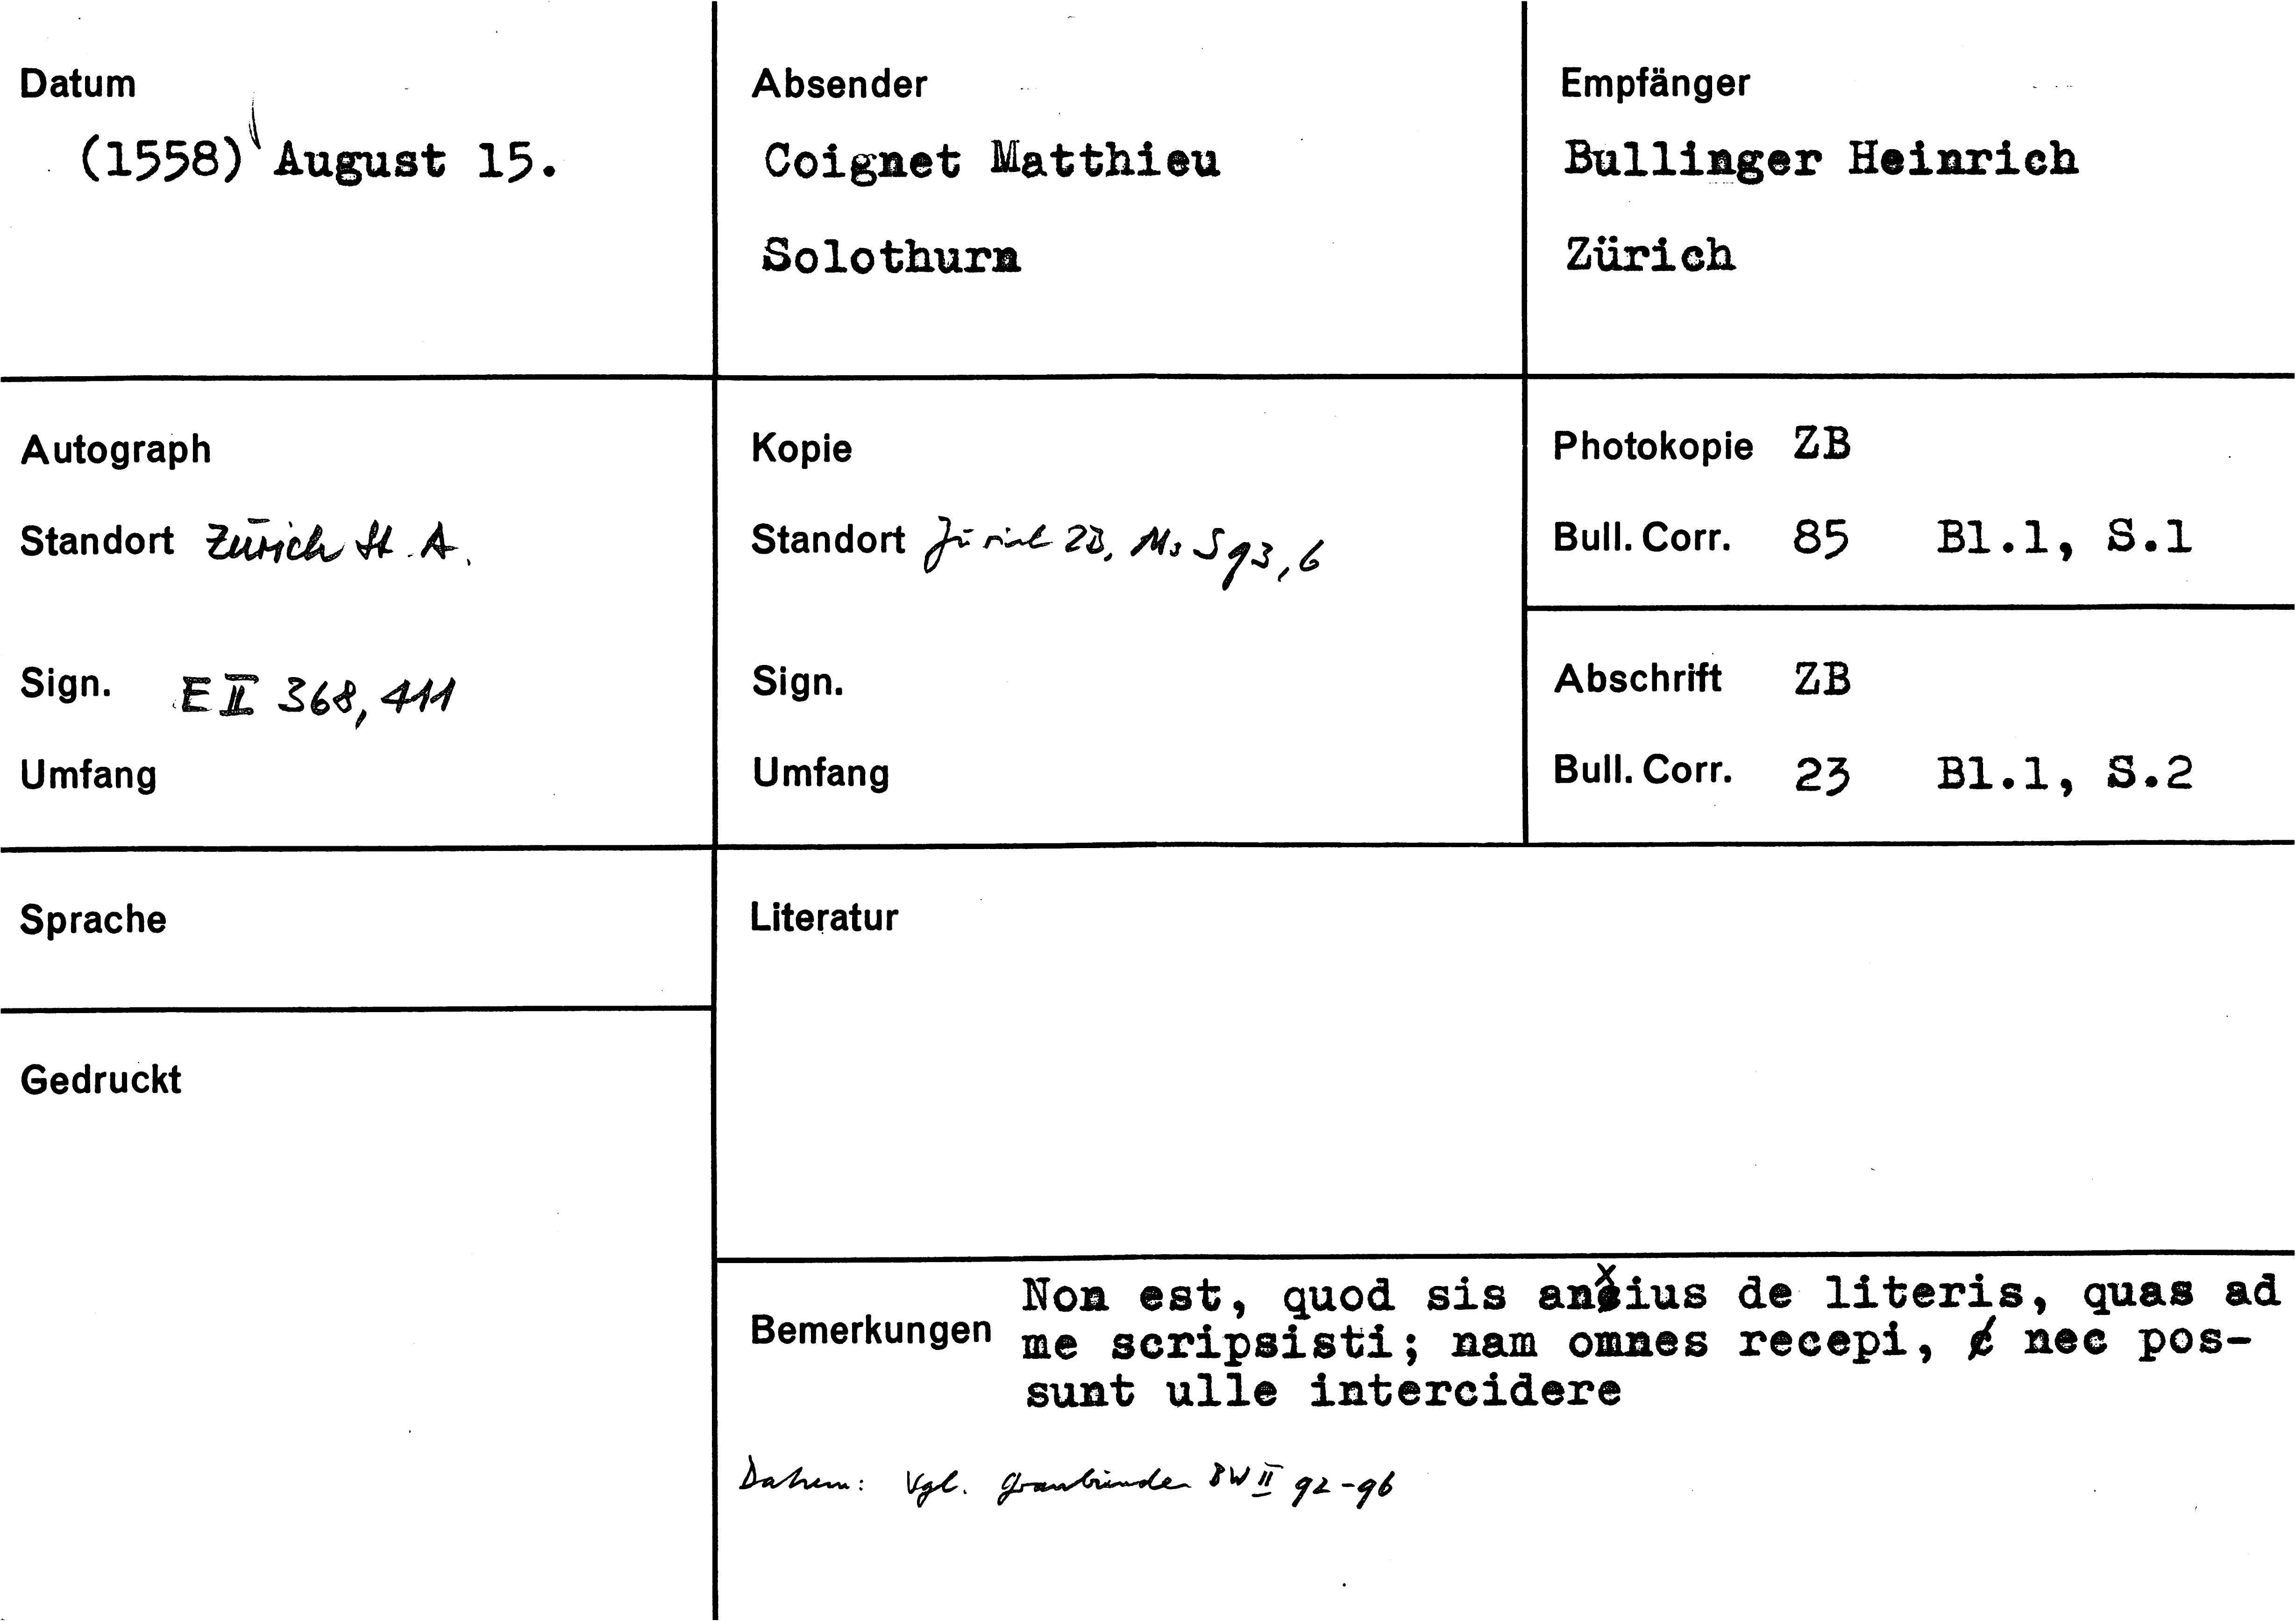 Datum
(1558) August 15.
Absender
Coignet Matthieu
Solothurn
Empfänger
Bullinger Heinrich
Zürich
Autograph
Standort Zürich St. A.
Sign. E II 368, 411
Umfang
Kopie
Standort Zürich ZB, Ms S 93, 6
Sign.
Umfang
Photokopie ZB
Bull. Corr. 85 Bl.1, S.1
Abschrift ZB
Bull. Corr. 23 Bl.1, S.2
Sprache
Literatur
Gedruckt
Bemerkungen
Non est, quod sis anxius de literis, quas ad
me scripsisti; nam omnes recepi, nec pos-
sunt ulle intercidere
Datum: Vgl. Graubünden BW II 92-96